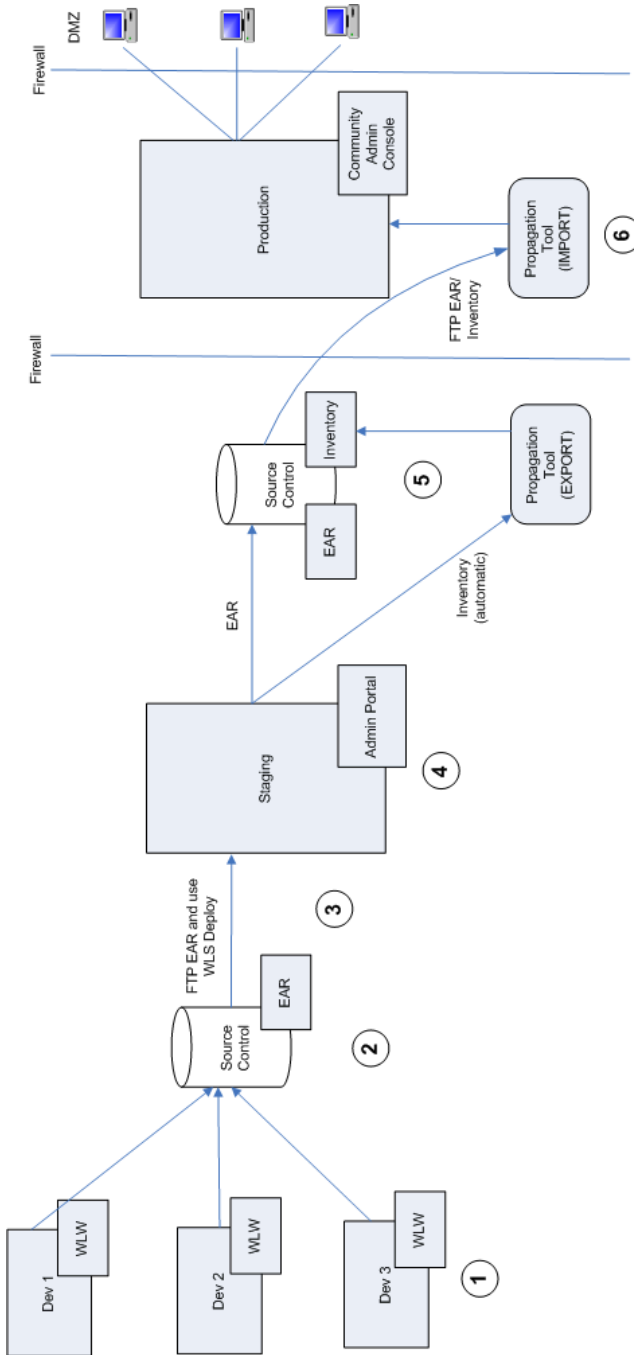 Dev 1
WLW
Dev 2
WLW
Dev 3
WLW
1
Source
Control
EAR
2
FTP EAR and use
WLS Deploy
3
Staging
Admin Portal
4
EAR
Inventory
(automatic)
Source
Control
EAR
Inventory
5
Propagation
Tool
(EXPORT)
Firewall
FTP EAR/
Inventory
Production
Community
Admin
Console
Propagation
Tool
(IMPORT)
6
Firewall
DMZ